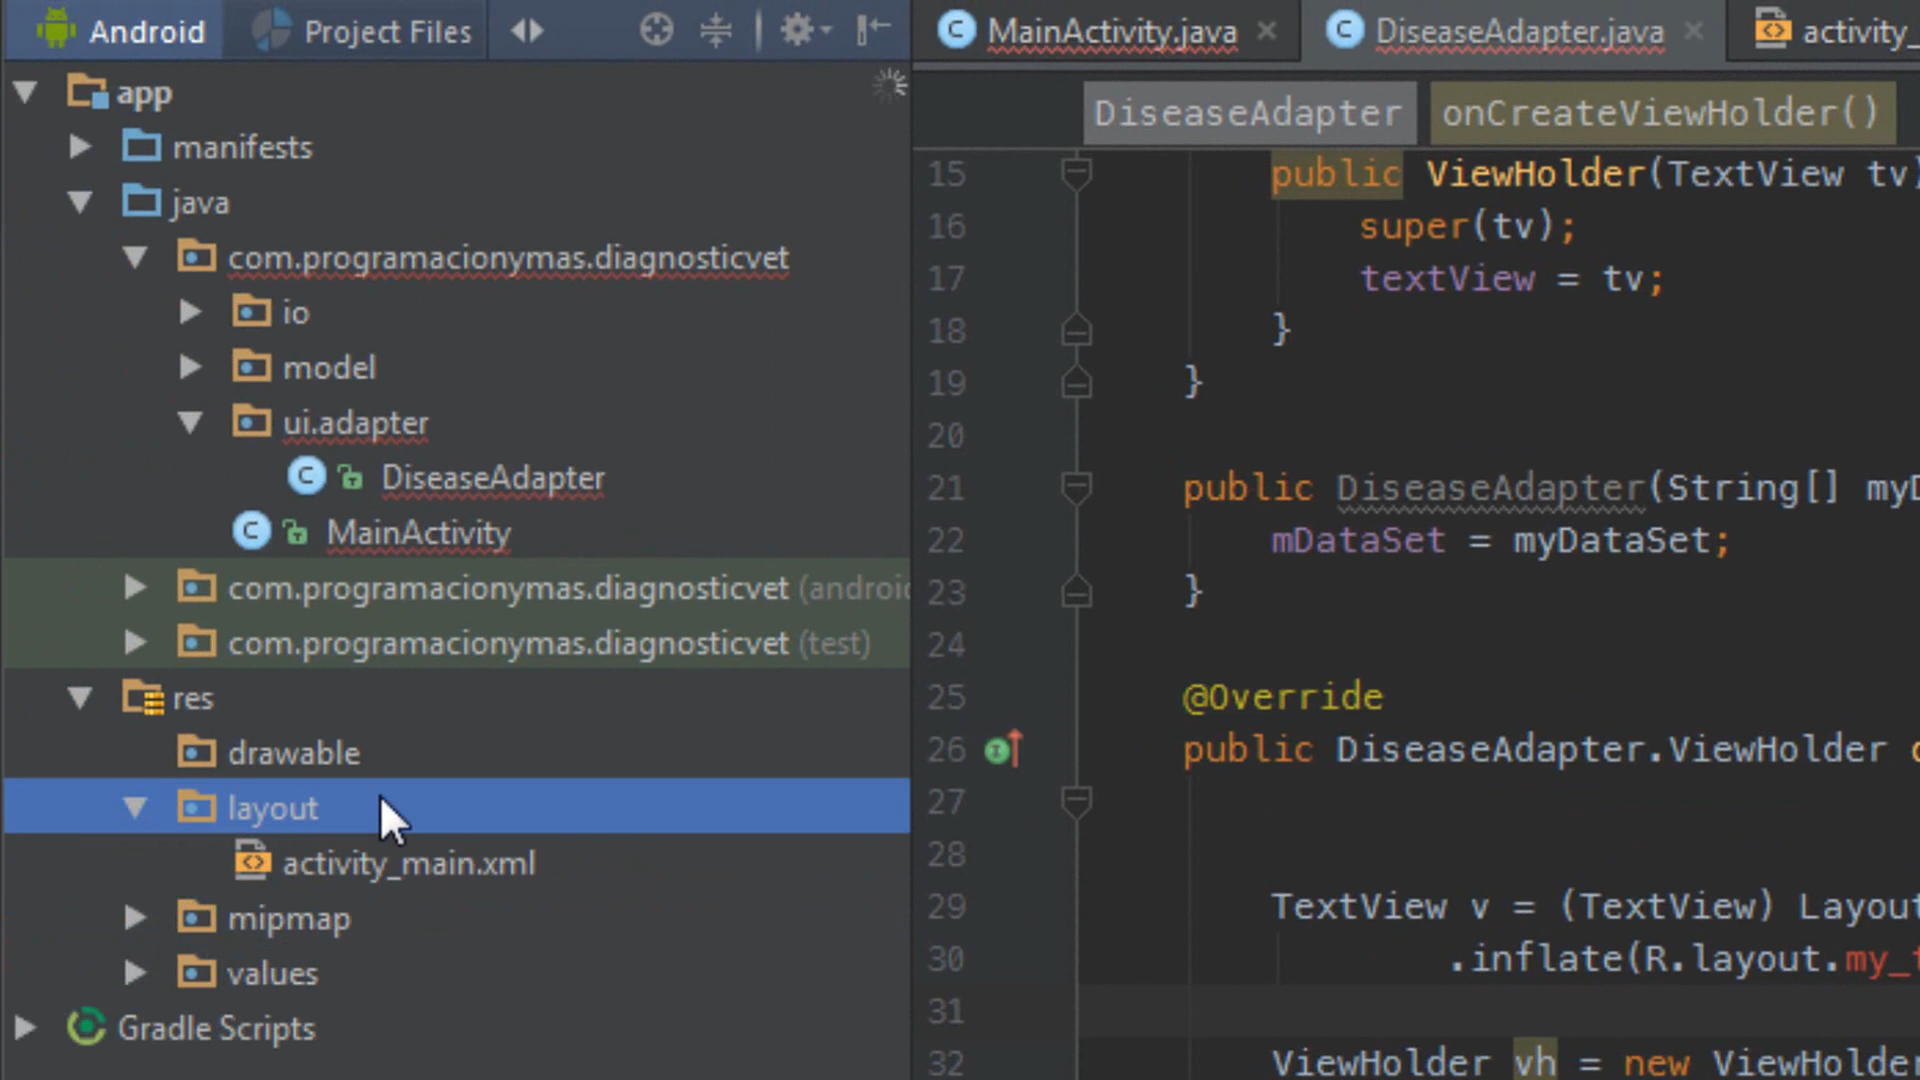 Android
Project Files
app
manifests
java
com.programacionymas.diagnosticvet
io
model
ui.adapter
DiseaseAdapter
MainActivity
com.programacionymas.diagnosticvet (androi
com.programacionymas.diagnosticvet (test)
res
drawable
layout
activity_main.xml
mipmap
values
Gradle Scripts
MainActivity.java
DiseaseAdapter.java
activity_
DiseaseAdapter
onCreateViewHolder()
15 public ViewHolder(TextView tv)
16 super(tv);
17 textView = tv;
18 }
19 }
20
21 public DiseaseAdapter(String[] myD
22 mDataSet = myDataSet;
23 }
24
25 @Override
26 public DiseaseAdapter.ViewHolder
27
28
29 TextView v = (TextView) Layout
30 .inflate(R.layout.my_
31
32 ViewHolder vh = new ViewHolder